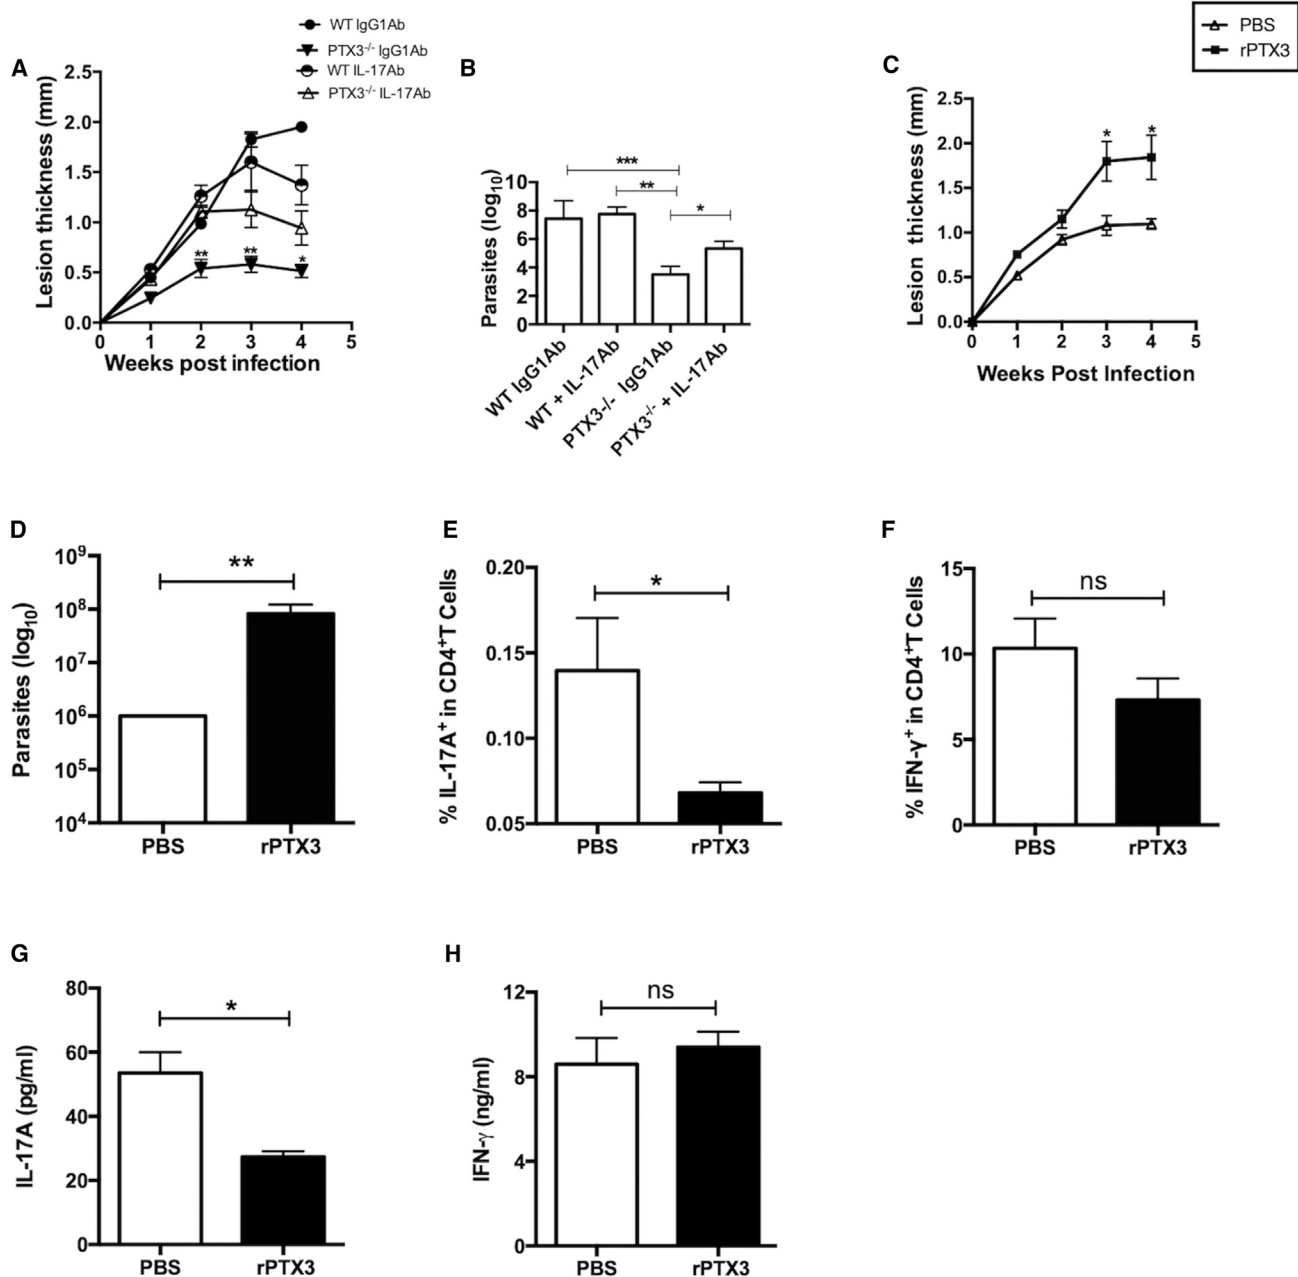 WT IgG1Ab
PTX3-/- IgG1Ab
WT IL-17Ab
PTX3-/- IL-17Ab
A
Lesion thickness (mm)
2.5
2.0
1.5
1.0
0.5
0.0
** ** *
0 1 2 3 4 5
Weeks post infection
B
Parasites (log10)
10
8
6
4
2
0
***
**
*
WT IgG1Ab
WT + IL-17Ab
PTX3-/- IgG1Ab
PTX3-/- + IL-17Ab
PBS
rPTX3
C
Lesion thickness (mm)
2.5
2.0
1.5
1.0
0.5
0.0
* *
0 1 2 3 4 5
Weeks Post Infection
D
Parasites (log10)
10^9
10^8
10^7
10^6
10^5
10^4
**
PBS rPTX3
E
% IL-17A+ in CD4+T Cells
0.20
0.15
0.10
0.05
*
PBS rPTX3
F
% IFN-γ+ in CD4+T Cells
15
10
5
0
ns
PBS rPTX3
G
IL-17A (pg/ml)
80
60
40
20
0
*
PBS rPTX3
H
IFN-γ (ng/ml)
12
8
4
0
ns
PBS rPTX3